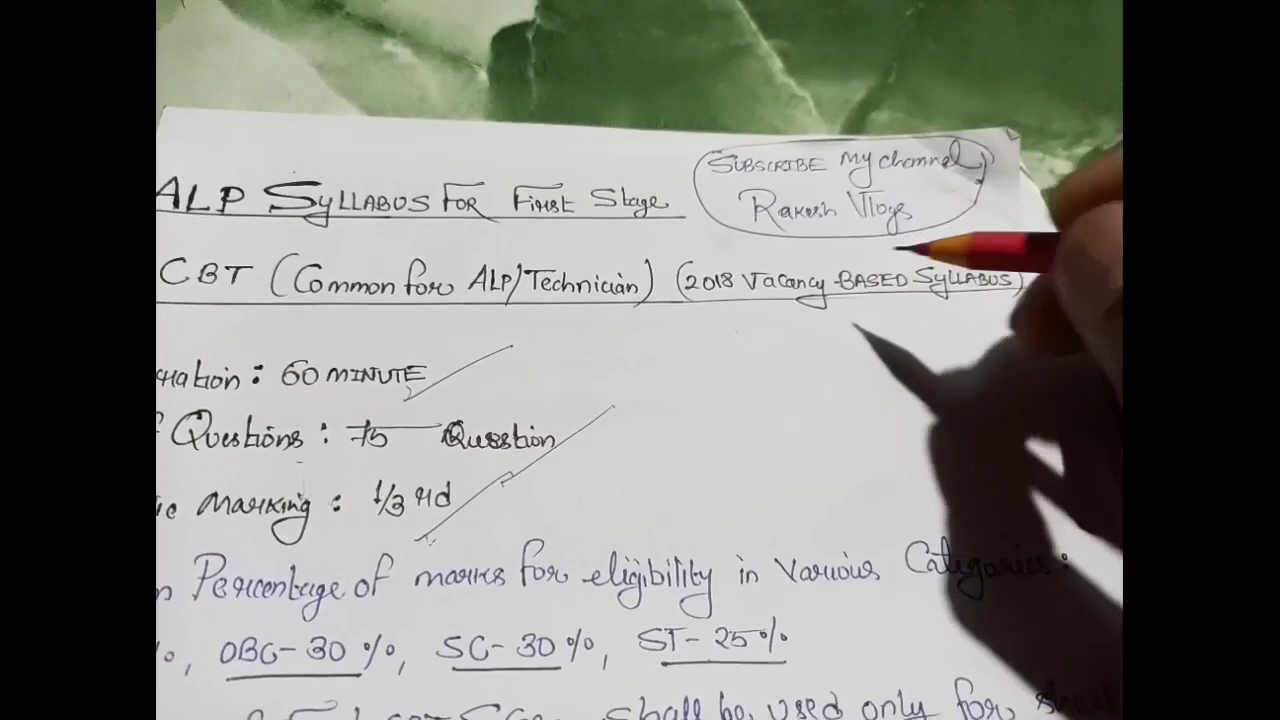 SUBSCRIBE My channel
Rakesh Vlogs
ALP SYLLABUS FOR First Stage
CBT (Common for ALP/Technician) (2018 Vacancy BASED SYLLABUS)
ration: 60 MINUTE
f Questions: 75 Question
ve Marking: 1/3 rd
m Percentage of marks for eligibility in Various Categories:
%, OBC-30%, SC-30%, ST-25%
shall be used only for